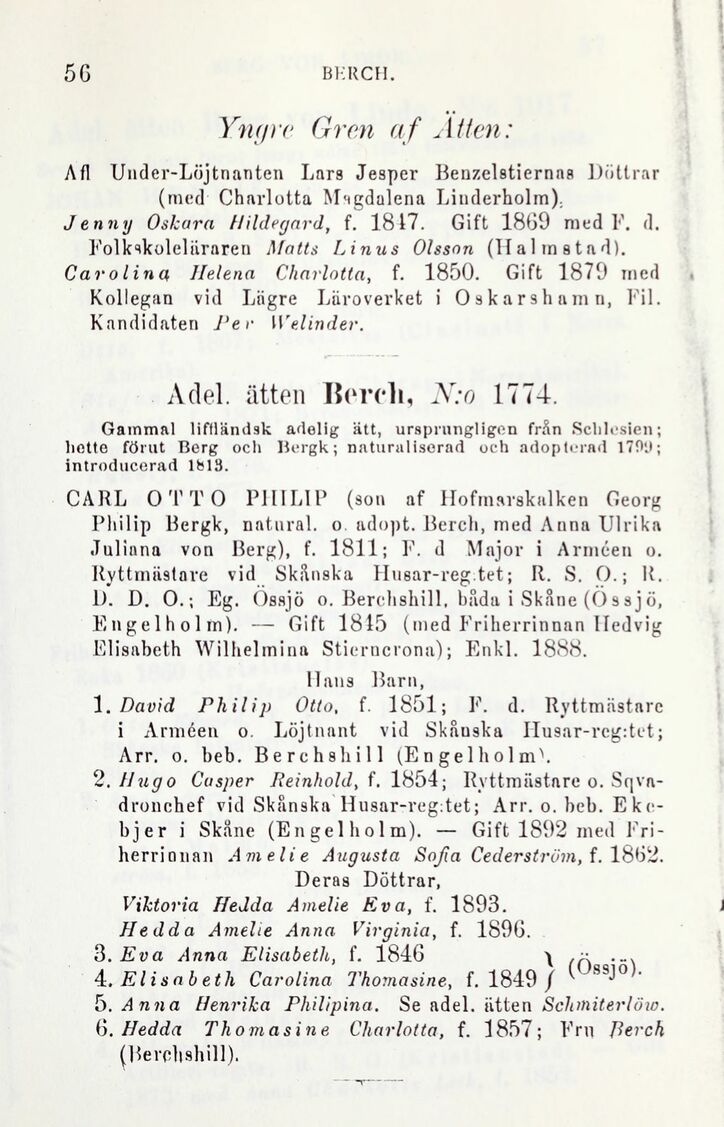 56
BERCH.
Yngre Gren af Ätten:
Afl Under-Löjtnanten Lars Jesper Benzelstiernas Döttrar
(med Charlotta Magdalena Linderholm).
Jenny Oskara Hildegard, f. 1847. Gift 1869 med F. d.
Folkskoleläraren Matts Linus Olsson (Halmstad).
Carolina Helena Charlotta, f. 1850. Gift 1879 med
Kollegan vid Lägre Läroverket i Oskarshamn, Fil.
Kandidaten Per Welinder.
Adel. ätten Berch, N:o 1774.
Gammal liffländsk adelig ätt, ursprungligen från Schlesien;
hette förut Berg och Bergk; naturaliserad och adopterad 1799;
introducerad 1813.
CARL OTTO PHILIP (son af Hofmarskalken Georg
Philip Bergk, natural. o. adopt. Berch, med Anna Ulrika
Juliana von Berg), f. 1811; F. d Major i Arméen o.
Ryttmästare vid Skånska Husar-reg:tet; R. S. O.; R.
D. D. O.; Eg. Össjö o. Berchshill, båda i Skåne (Össjö,
Engelholm). — Gift 1845 (med Friherrinnan Hedvig
Elisabeth Wilhelmina Stierncrona); Enkl. 1888.
Hans Barn,
1. David Philip Otto, f. 1851; F. d. Ryttmästare
i Arméen o. Löjtnant vid Skånska Husar-reg:tet;
Arr. o. beb. Berchshill (Engelholm).
2. Hugo Casper Reinhold, f. 1854; Ryttmästare o. Sqva-
dronchef vid Skånska Husar-reg:tet; Arr. o. beb. Eke-
bjer i Skåne (Engelholm). — Gift 1892 med Fri-
herrinnan Amelie Augusta Sofia Cederström, f. 1862.
Deras Döttrar,
Viktoria Hedda Amelie Eva, f. 1893.
Hedda Amelie Anna Virginia, f. 1896.
3. Eva Anna Elisabeth, f. 1846
4. Elisabeth Carolina Thomasine, f. 1849 } (Össjö).
5. Anna Henrika Philipina. Se adel. ätten Schmiterlöw.
6. Hedda Thomasine Charlotta, f. 1857; Fru Berch
(Berchshill).